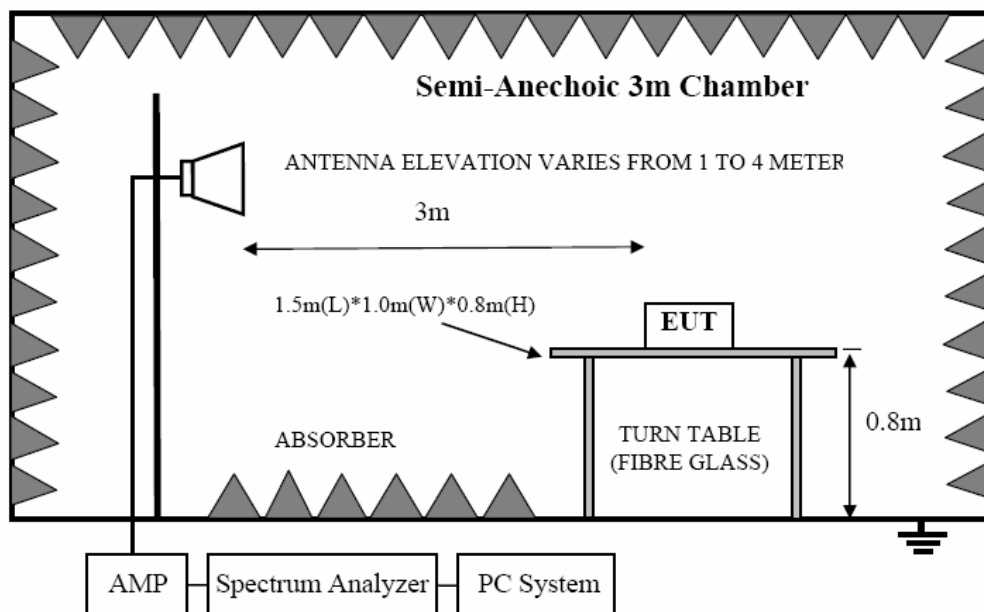 Semi-Anechoic 3m Chamber
ANTENNA ELEVATION VARIES FROM 1 TO 4 METER
3m
1.5m(L)*1.0m(W)*0.8m(H)
EUT
0.8m
ABSORBER
TURN TABLE
(FIBRE GLASS)
AMP
Spectrum Analyzer
PC System